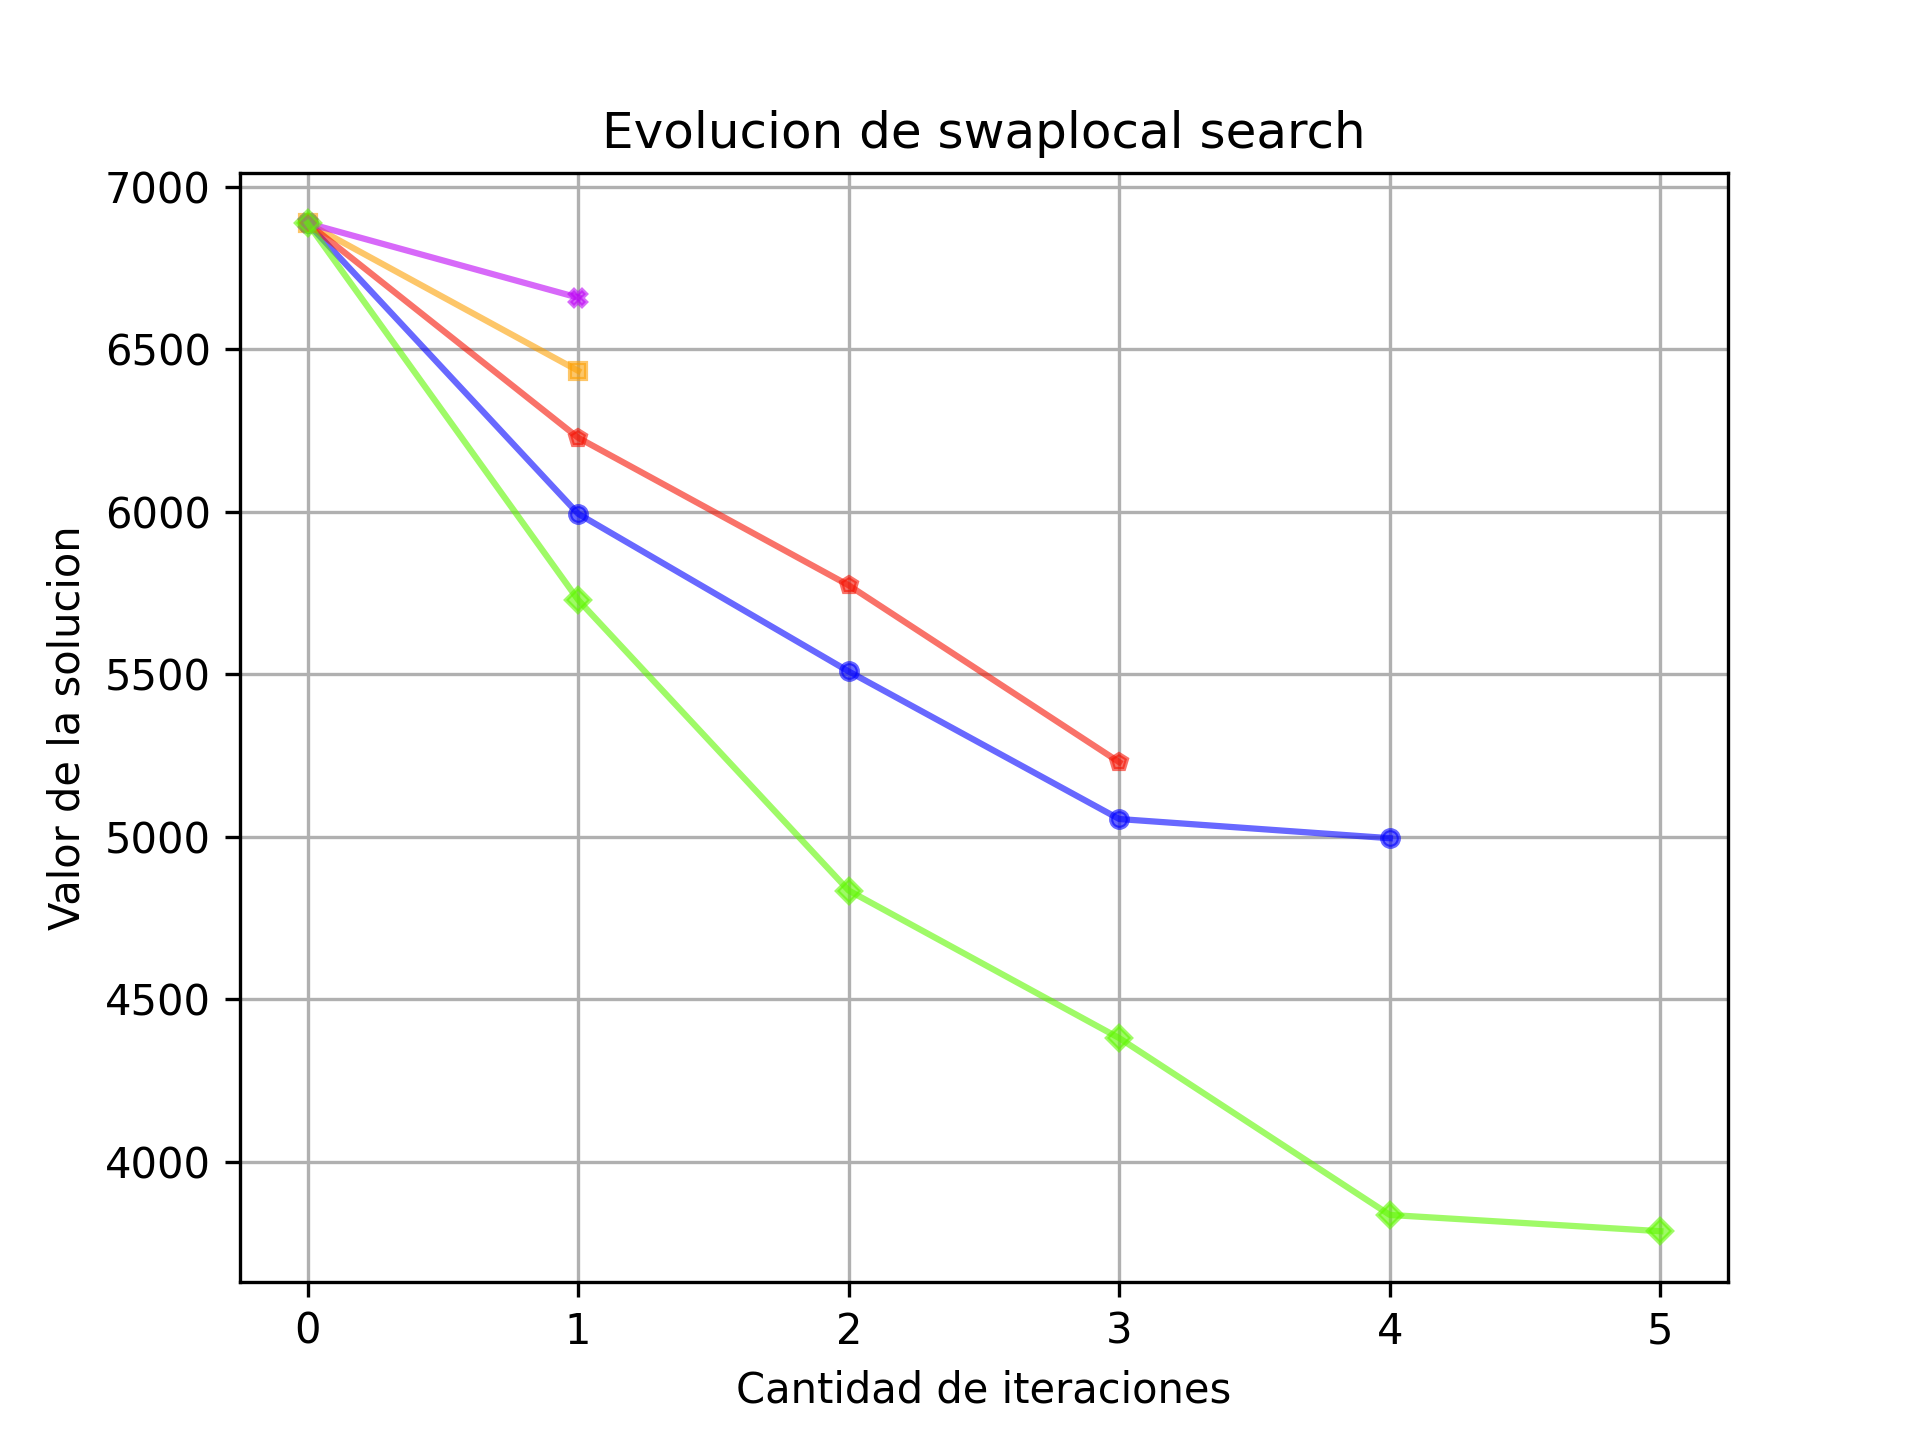 Evolucion de swaplocal search
7000
6500
6000
5500
5000
4500
4000
Valor de la solucion
0 1 2 3 4 5
Cantidad de iteraciones